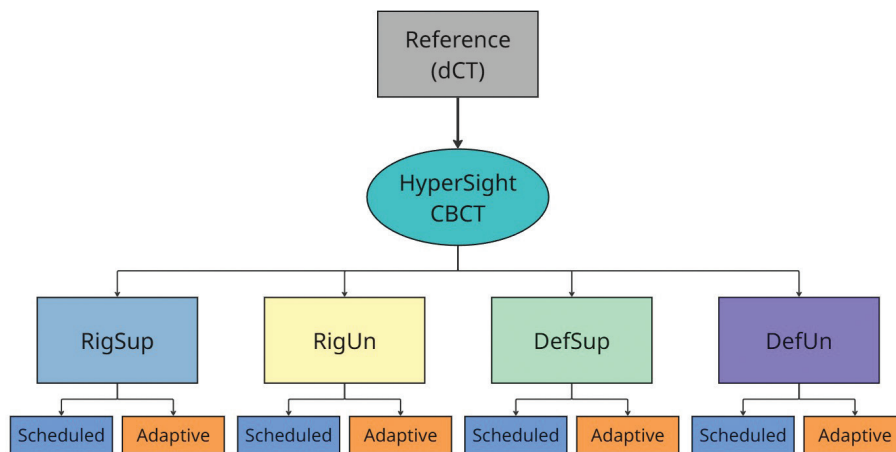 Reference
(dCT)
HyperSight
CBCT
RigSup
RigUn
DefSup
DefUn
Scheduled
Adaptive
Scheduled
Adaptive
Scheduled
Adaptive
Scheduled
Adaptive